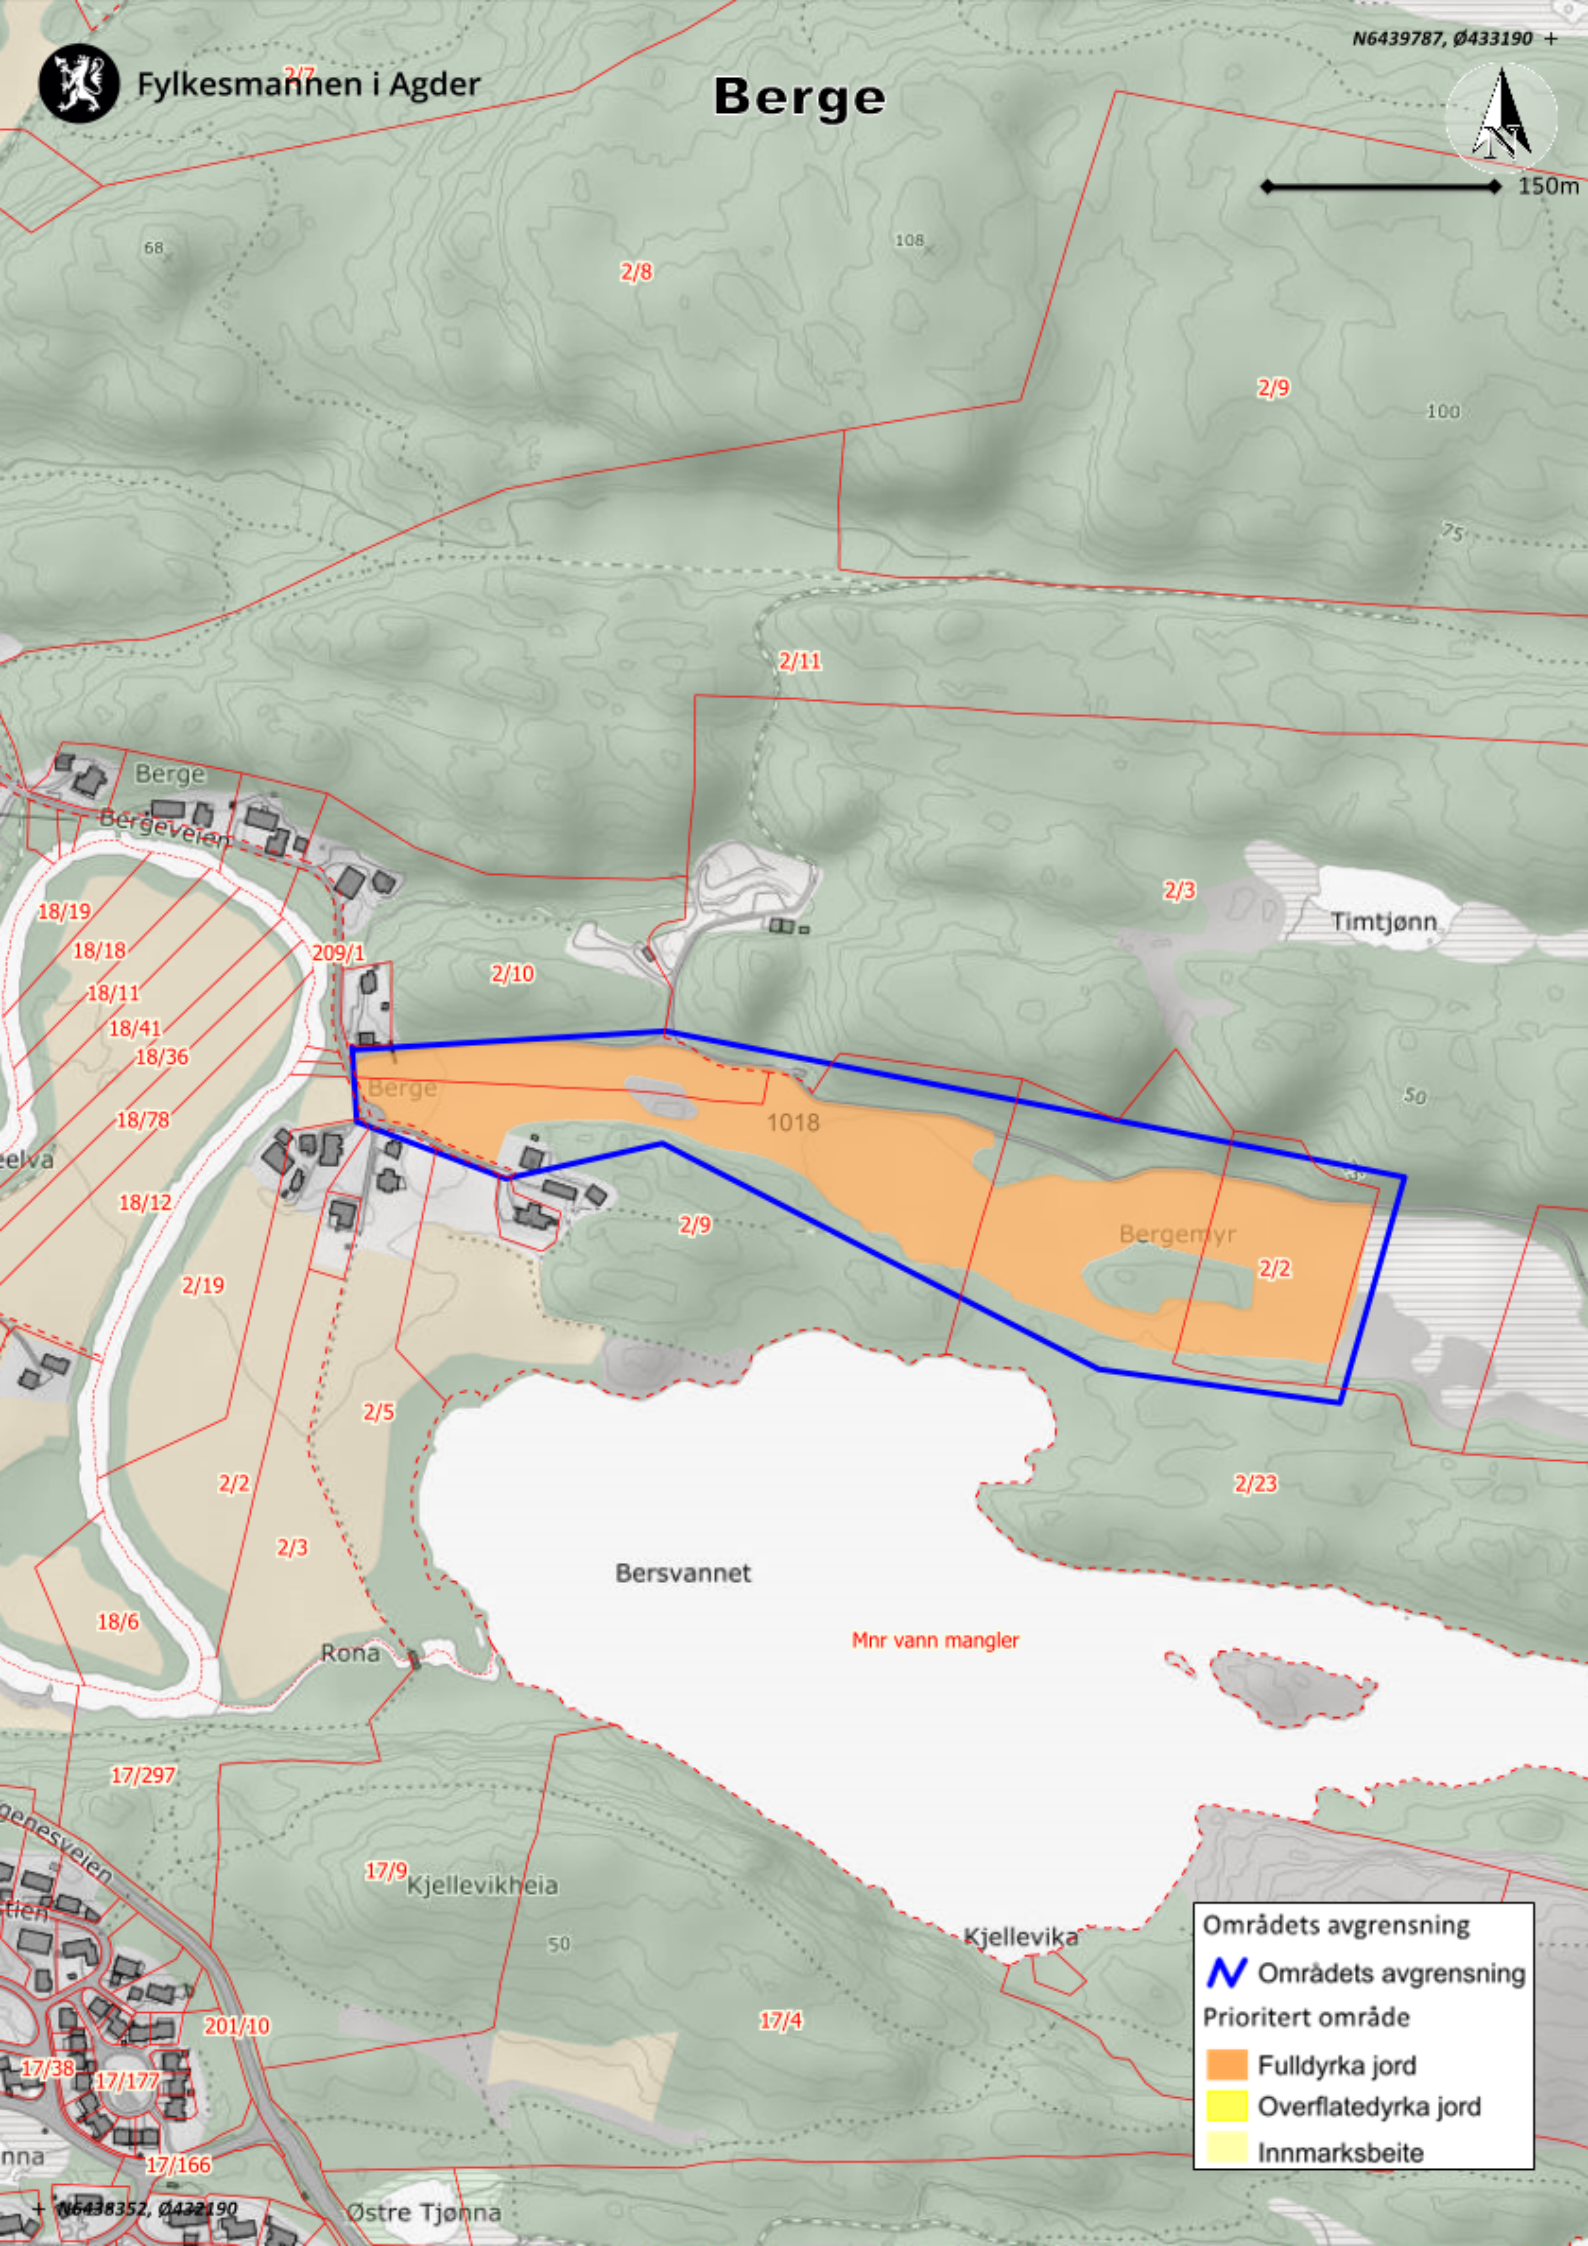 N6439787, Ø433190
Fylkesmannen i Agder
2/7
Berge
150m
68
108
2/8
2/9
100
75
2/11
Berge
Bergeveien
2/3
Timtjønn
18/19
18/18
209/1
2/10
18/11
18/41
18/36
Berge
50
18/78
1018
eelva
18/12
2/9
Bergemyr
2/2
2/19
2/5
2/2
2/23
2/3
Bersvannet
18/6
Mnr vann mangler
Rona
17/297
genesveien
17/9
Kjellevikheia
tien
50
Kjellevika
Områdets avgrensning
Områdets avgrensning
Prioritert område
Fulldyrka jord
Overflatedyrka jord
Innmarksbeite
17/4
201/10
17/38
17/177
nna
17/166
N6438352, Ø432190
Østre Tjønna